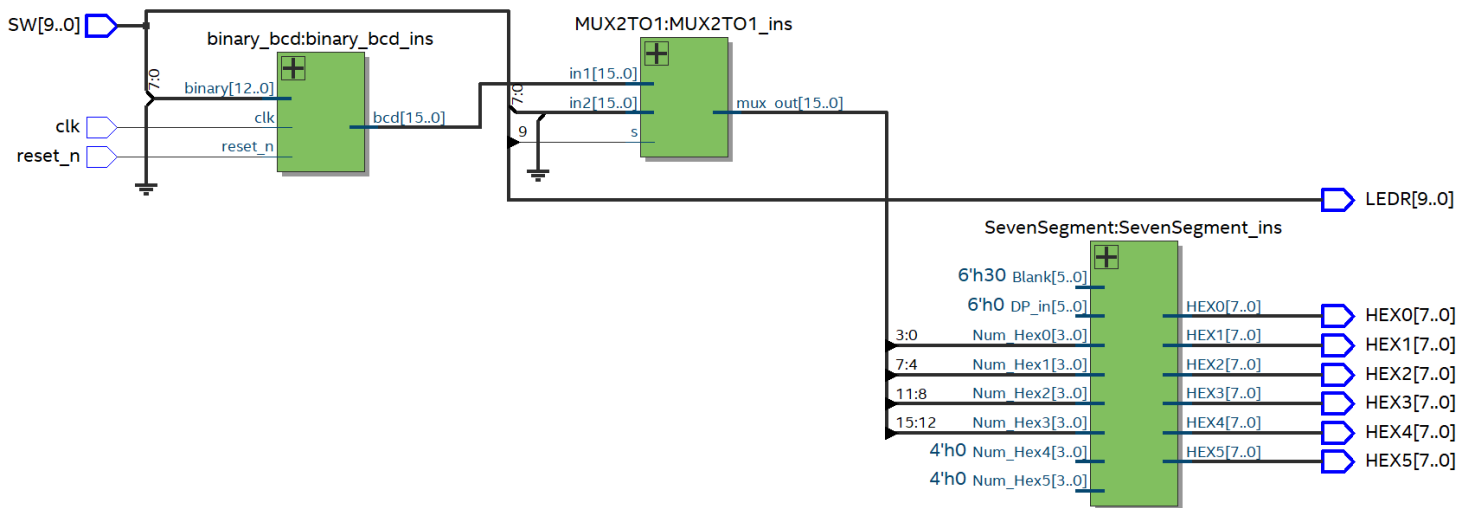 SW[9..0]
binary_bcd:binary_bcd_ins
7:0
binary[12..0]
clk
clk
reset_n
reset_n
bcd[15..0]
MUX2TO1:MUX2TO1_ins
in1[15..0]
7:0
in2[15..0]
9
s
mux_out[15..0]
LEDR[9..0]
SevenSegment:SevenSegment_ins
6'h30 Blank[5..0]
6'h0 DP_in[5..0]
3:0 Num_Hex0[3..0]
7:4 Num_Hex1[3..0]
11:8 Num_Hex2[3..0]
15:12 Num_Hex3[3..0]
4'h0 Num_Hex4[3..0]
4'h0 Num_Hex5[3..0]
HEX0[7..0] HEX0[7..0]
HEX1[7..0] HEX1[7..0]
HEX2[7..0] HEX2[7..0]
HEX3[7..0] HEX3[7..0]
HEX4[7..0] HEX4[7..0]
HEX5[7..0] HEX5[7..0]